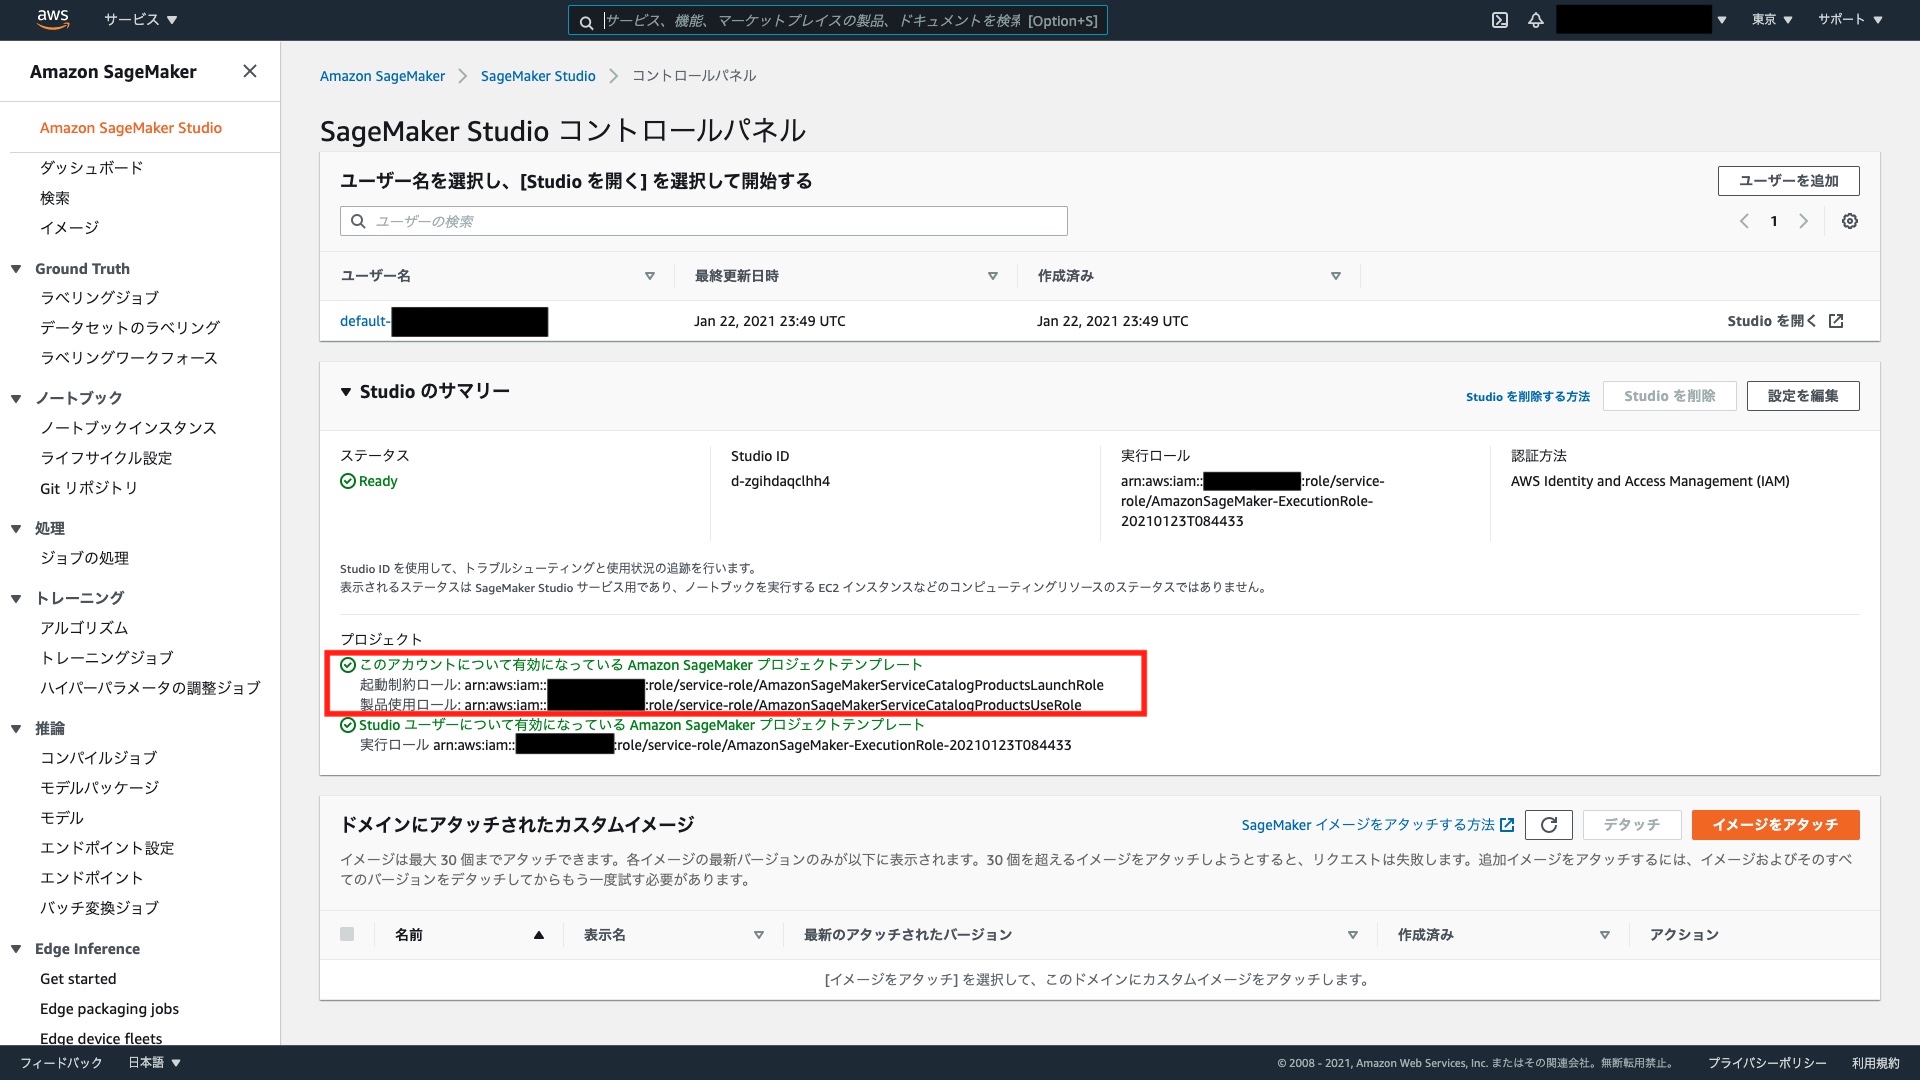 aws
サービス ▼
サービス、機能、マーケットプレイスの製品、ドキュメントを検索 [Option+S]
東京 ▼
サポート ▼
Amazon SageMaker
Amazon SageMaker Studio
ダッシュボード
検索
イメージ
Ground Truth
ラベリングジョブ
データセットのラベリング
ラベリングワークフォース
ノートブック
ノートブックインスタンス
ライフサイクル設定
Git リポジトリ
処理
ジョブの処理
トレーニング
アルゴリズム
トレーニングジョブ
ハイパーパラメータの調整ジョブ
推論
コンパイルジョブ
モデルパッケージ
モデル
エンドポイント設定
エンドポイント
バッチ変換ジョブ
Edge Inference
Get started
Edge packaging jobs
Edge device fleets
Amazon SageMaker > SageMaker Studio > コントロールパネル
SageMaker Studio コントロールパネル
ユーザー名を選択し、[Studio を開く] を選択して開始する
ユーザーを追加
ユーザーの検索
1
ユーザー名 最終更新日時 作成済み
default- Jan 22, 2021 23:49 UTC Jan 22, 2021 23:49 UTC Studio を開く
Studio のサマリー
Studio を削除する方法
Studio を削除
設定を編集
ステータス
Ready
Studio ID
d-zgihdaqclhh4
実行ロール
arn:aws:iam:: :role/service-
role/AmazonSageMaker-ExecutionRole-
20210123T084433
認証方法
AWS Identity and Access Management (IAM)
Studio ID を使用して、トラブルシューティングと使用状況の追跡を行います。
表示されるステータスは SageMaker Studio サービス用であり、ノートブックを実行する EC2 インスタンスなどのコンピューティングリソースのステータスではありません。
プロジェクト
このアカウントについて有効になっている Amazon SageMaker プロジェクトテンプレート
起動制約ロール: arn:aws:iam:: :role/service-role/AmazonSageMakerServiceCatalogProductsLaunchRole
製品使用ロール: arn:aws:iam:: :role/service-role/AmazonSageMakerServiceCatalogProductsUseRole
Studio ユーザーについて有効になっている Amazon SageMaker プロジェクトテンプレート
実行ロール arn:aws:iam:: :role/service-role/AmazonSageMaker-ExecutionRole-20210123T084433
ドメインにアタッチされたカスタムイメージ
SageMaker イメージをアタッチする方法
デタッチ
イメージをアタッチ
イメージは最大 30 個までアタッチできます。各イメージの最新バージョンのみが以下に表示されます。30 個を超えるイメージをアタッチしようとすると、リクエストは失敗します。追加イメージをアタッチするには、イメージおよびそのすべ
てのバージョンをデタッチしてからもう一度試す必要があります。
名前 表示名 最新のアタッチされたバージョン 作成済み アクション
[イメージをアタッチ] を選択して、このドメインにカスタムイメージをアタッチします。
フィードバック
日本語 ▼
© 2008 - 2021, Amazon Web Services, Inc. またはその関連会社。無断転用禁止。
プライバシーポリシー
利用規約